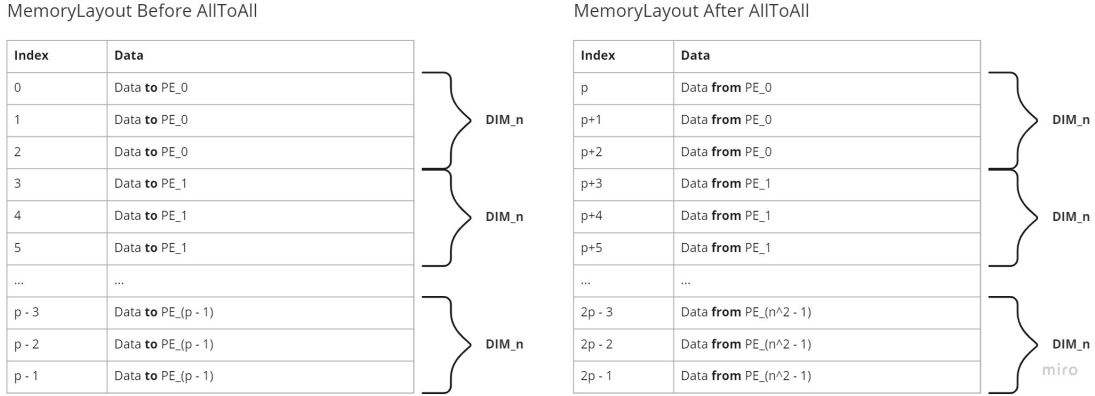 MemoryLayout Before AllToAll
Index Data
0 Data to PE_0
1 Data to PE_0
2 Data to PE_0
DIM_n
3 Data to PE_1
4 Data to PE_1
5 Data to PE_1
DIM_n
... ...
p - 3 Data to PE_(p - 1)
p - 2 Data to PE_(p - 1)
p - 1 Data to PE_(p - 1)
DIM_n
MemoryLayout After AllToAll
Index Data
p Data from PE_0
p+1 Data from PE_0
p+2 Data from PE_0
DIM_n
p+3 Data from PE_1
p+4 Data from PE_1
p+5 Data from PE_1
DIM_n
... ...
2p - 3 Data from PE_(n^2 - 1)
2p - 2 Data from PE_(n^2 - 1)
2p - 1 Data from PE_(n^2 - 1)
DIM_n
miro